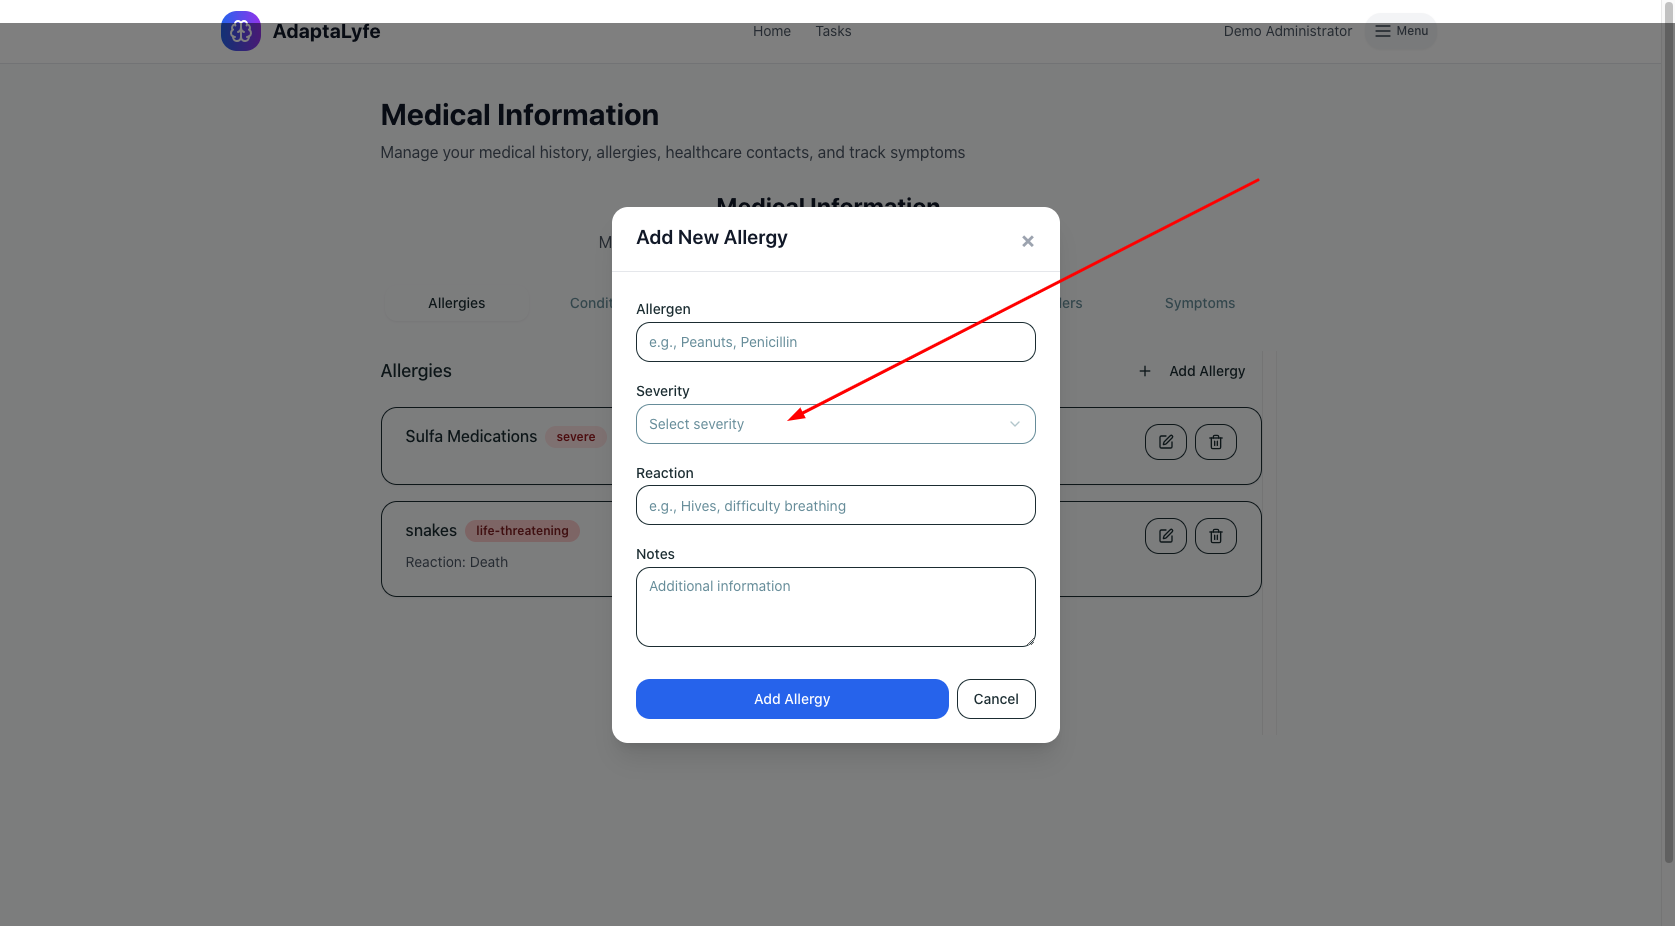 AdaptaLyfe
Home
Tasks
Demo Administrator
Menu
Medical Information
Manage your medical history, allergies, healthcare contacts, and track symptoms
Medical Information
M
Allergies
Condit
ders
Symptoms
Allergies
Add Allergy
Sulfa Medications
severe
snakes
life-threatening
Reaction: Death
Add New Allergy
×
Allergen
e.g., Peanuts, Penicillin
Severity
Select severity
Reaction
e.g., Hives, difficulty breathing
Notes
Additional information
Add Allergy
Cancel